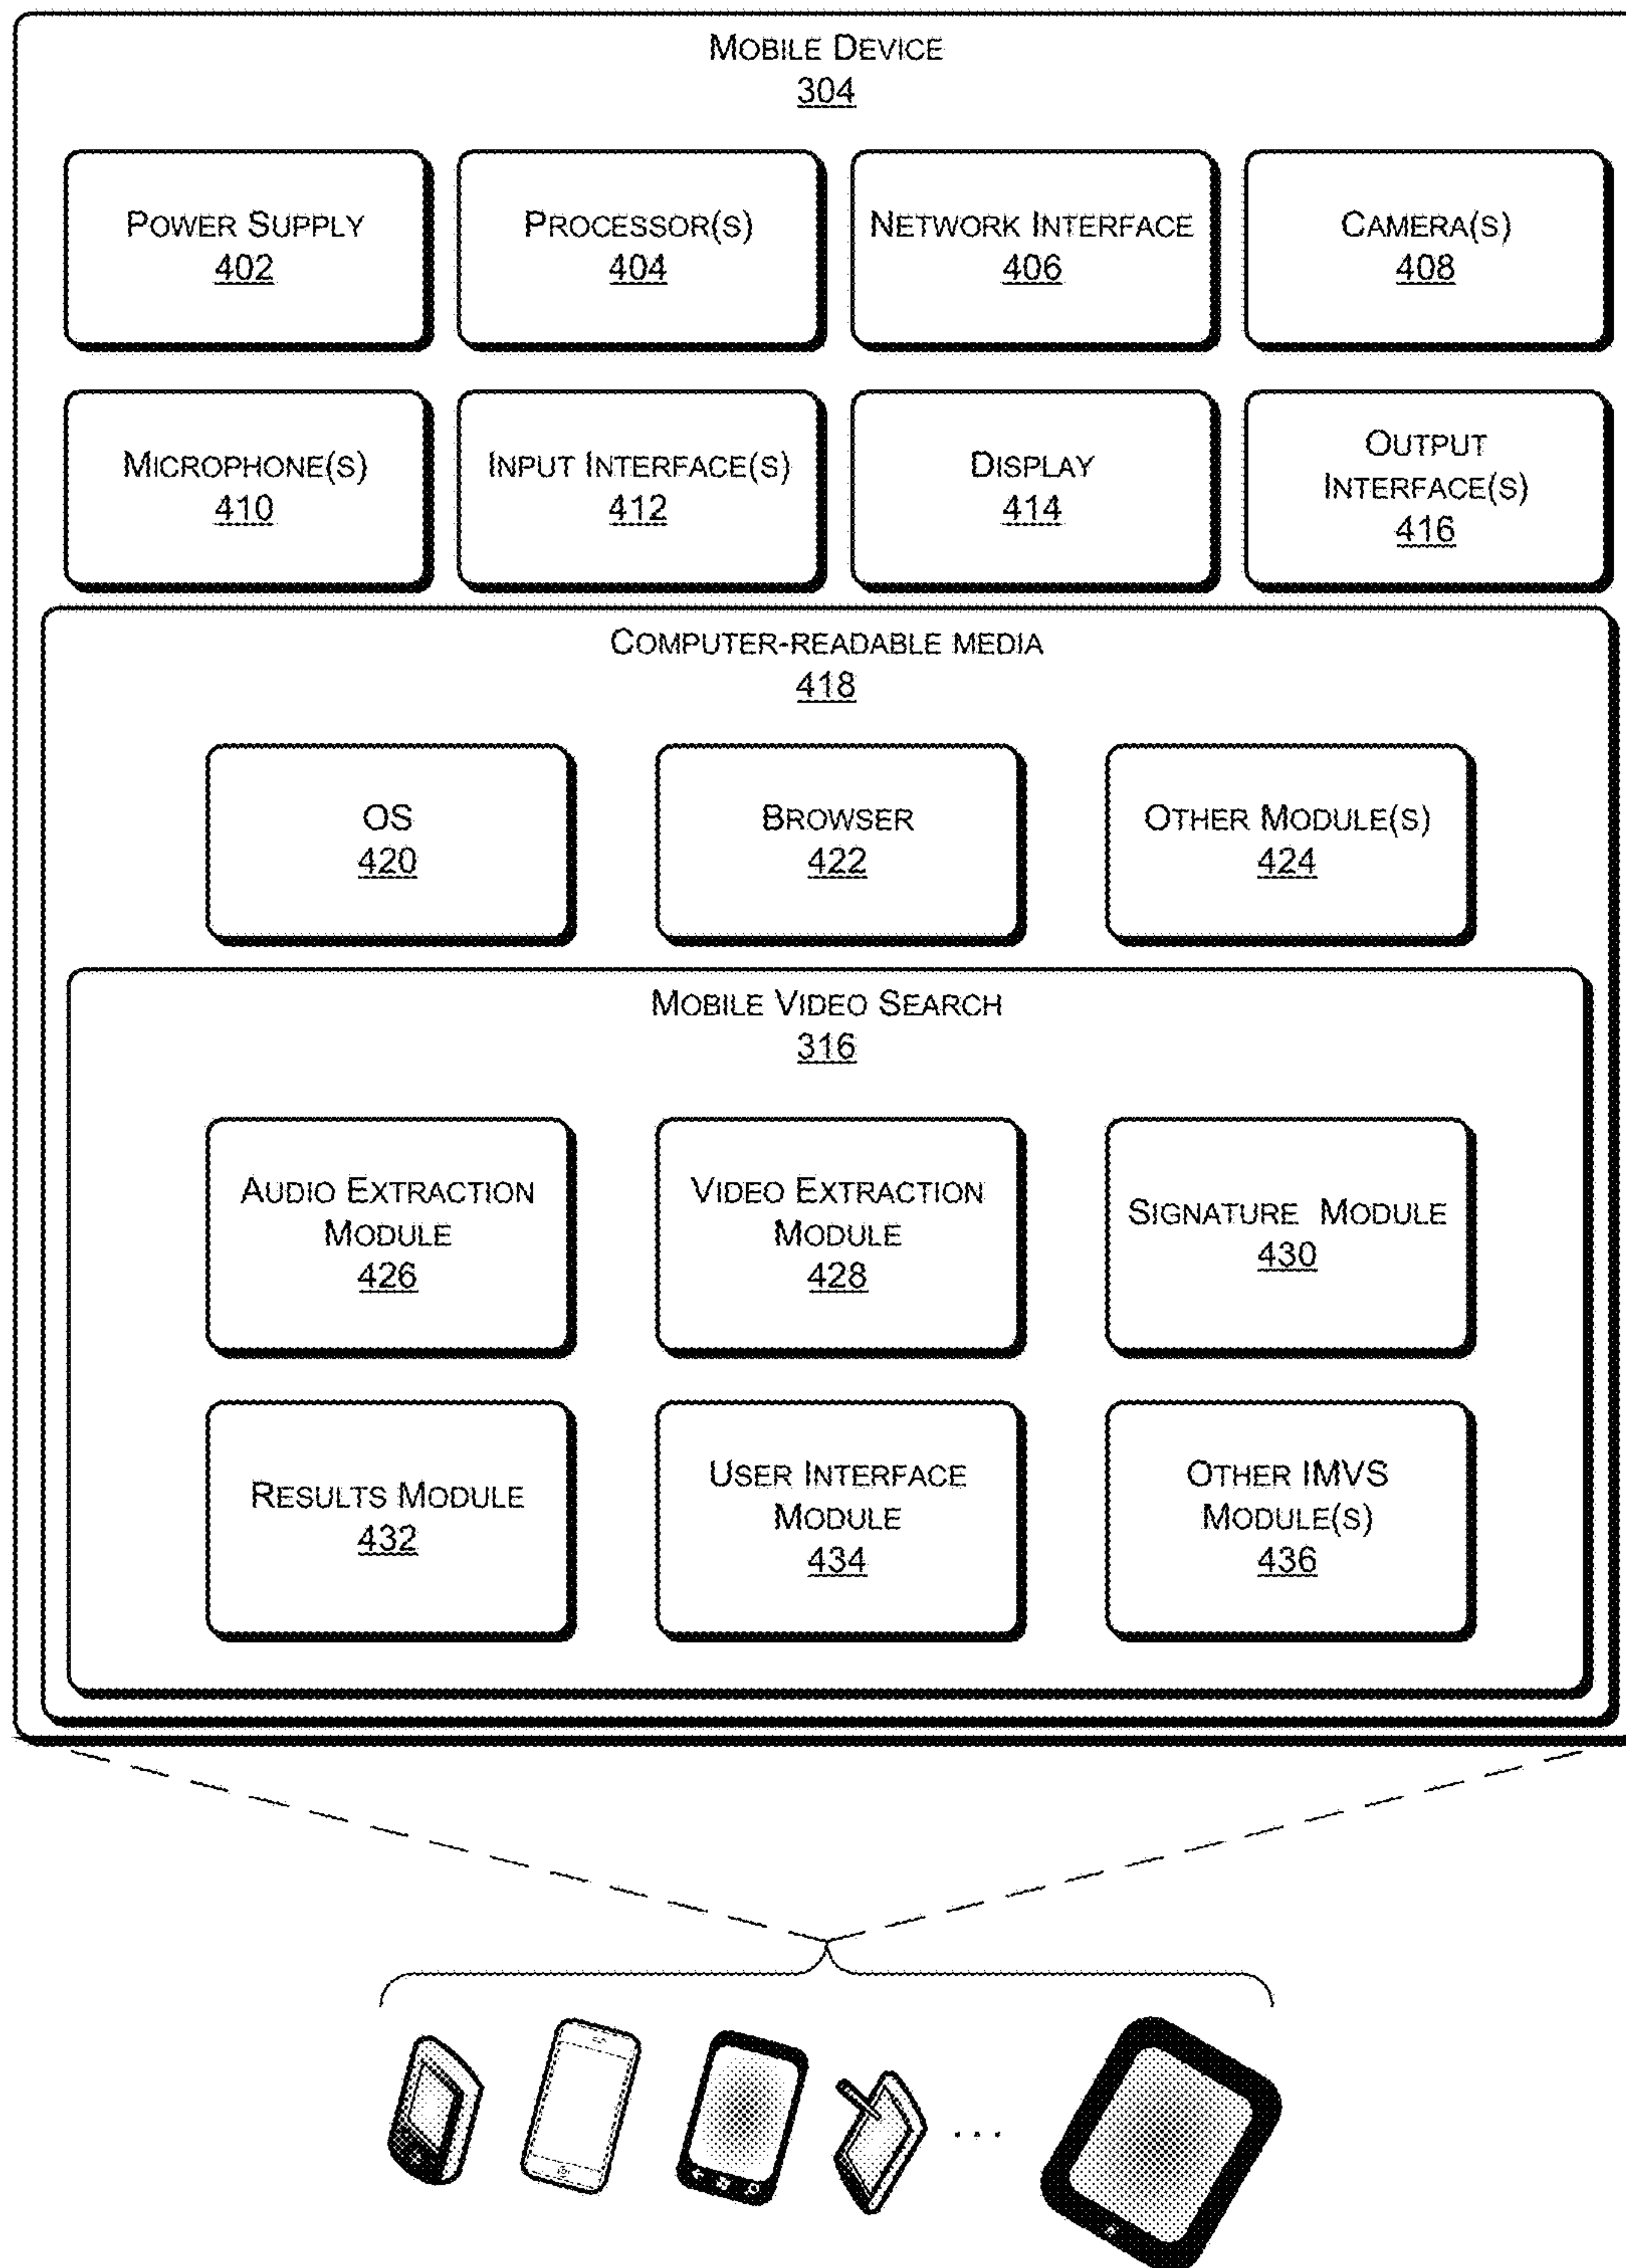 MOBILE DEVICE
304
POWER SUPPLY
402
PROCESSOR(S)
404
NETWORK INTERFACE
406
CAMERA(S)
408
MICROPHONE(S)
410
INPUT INTERFACE(S)
412
DISPLAY
414
OUTPUT
INTERFACE(S)
416
COMPUTER-READABLE MEDIA
418
OS
420
BROWSER
422
OTHER MODULE(S)
424
MOBILE VIDEO SEARCH
316
AUDIO EXTRACTION
MODULE
426
VIDEO EXTRACTION
MODULE
428
SIGNATURE MODULE
430
RESULTS MODULE
432
USER INTERFACE
MODULE
434
OTHER IMVS
MODULE(S)
436
...